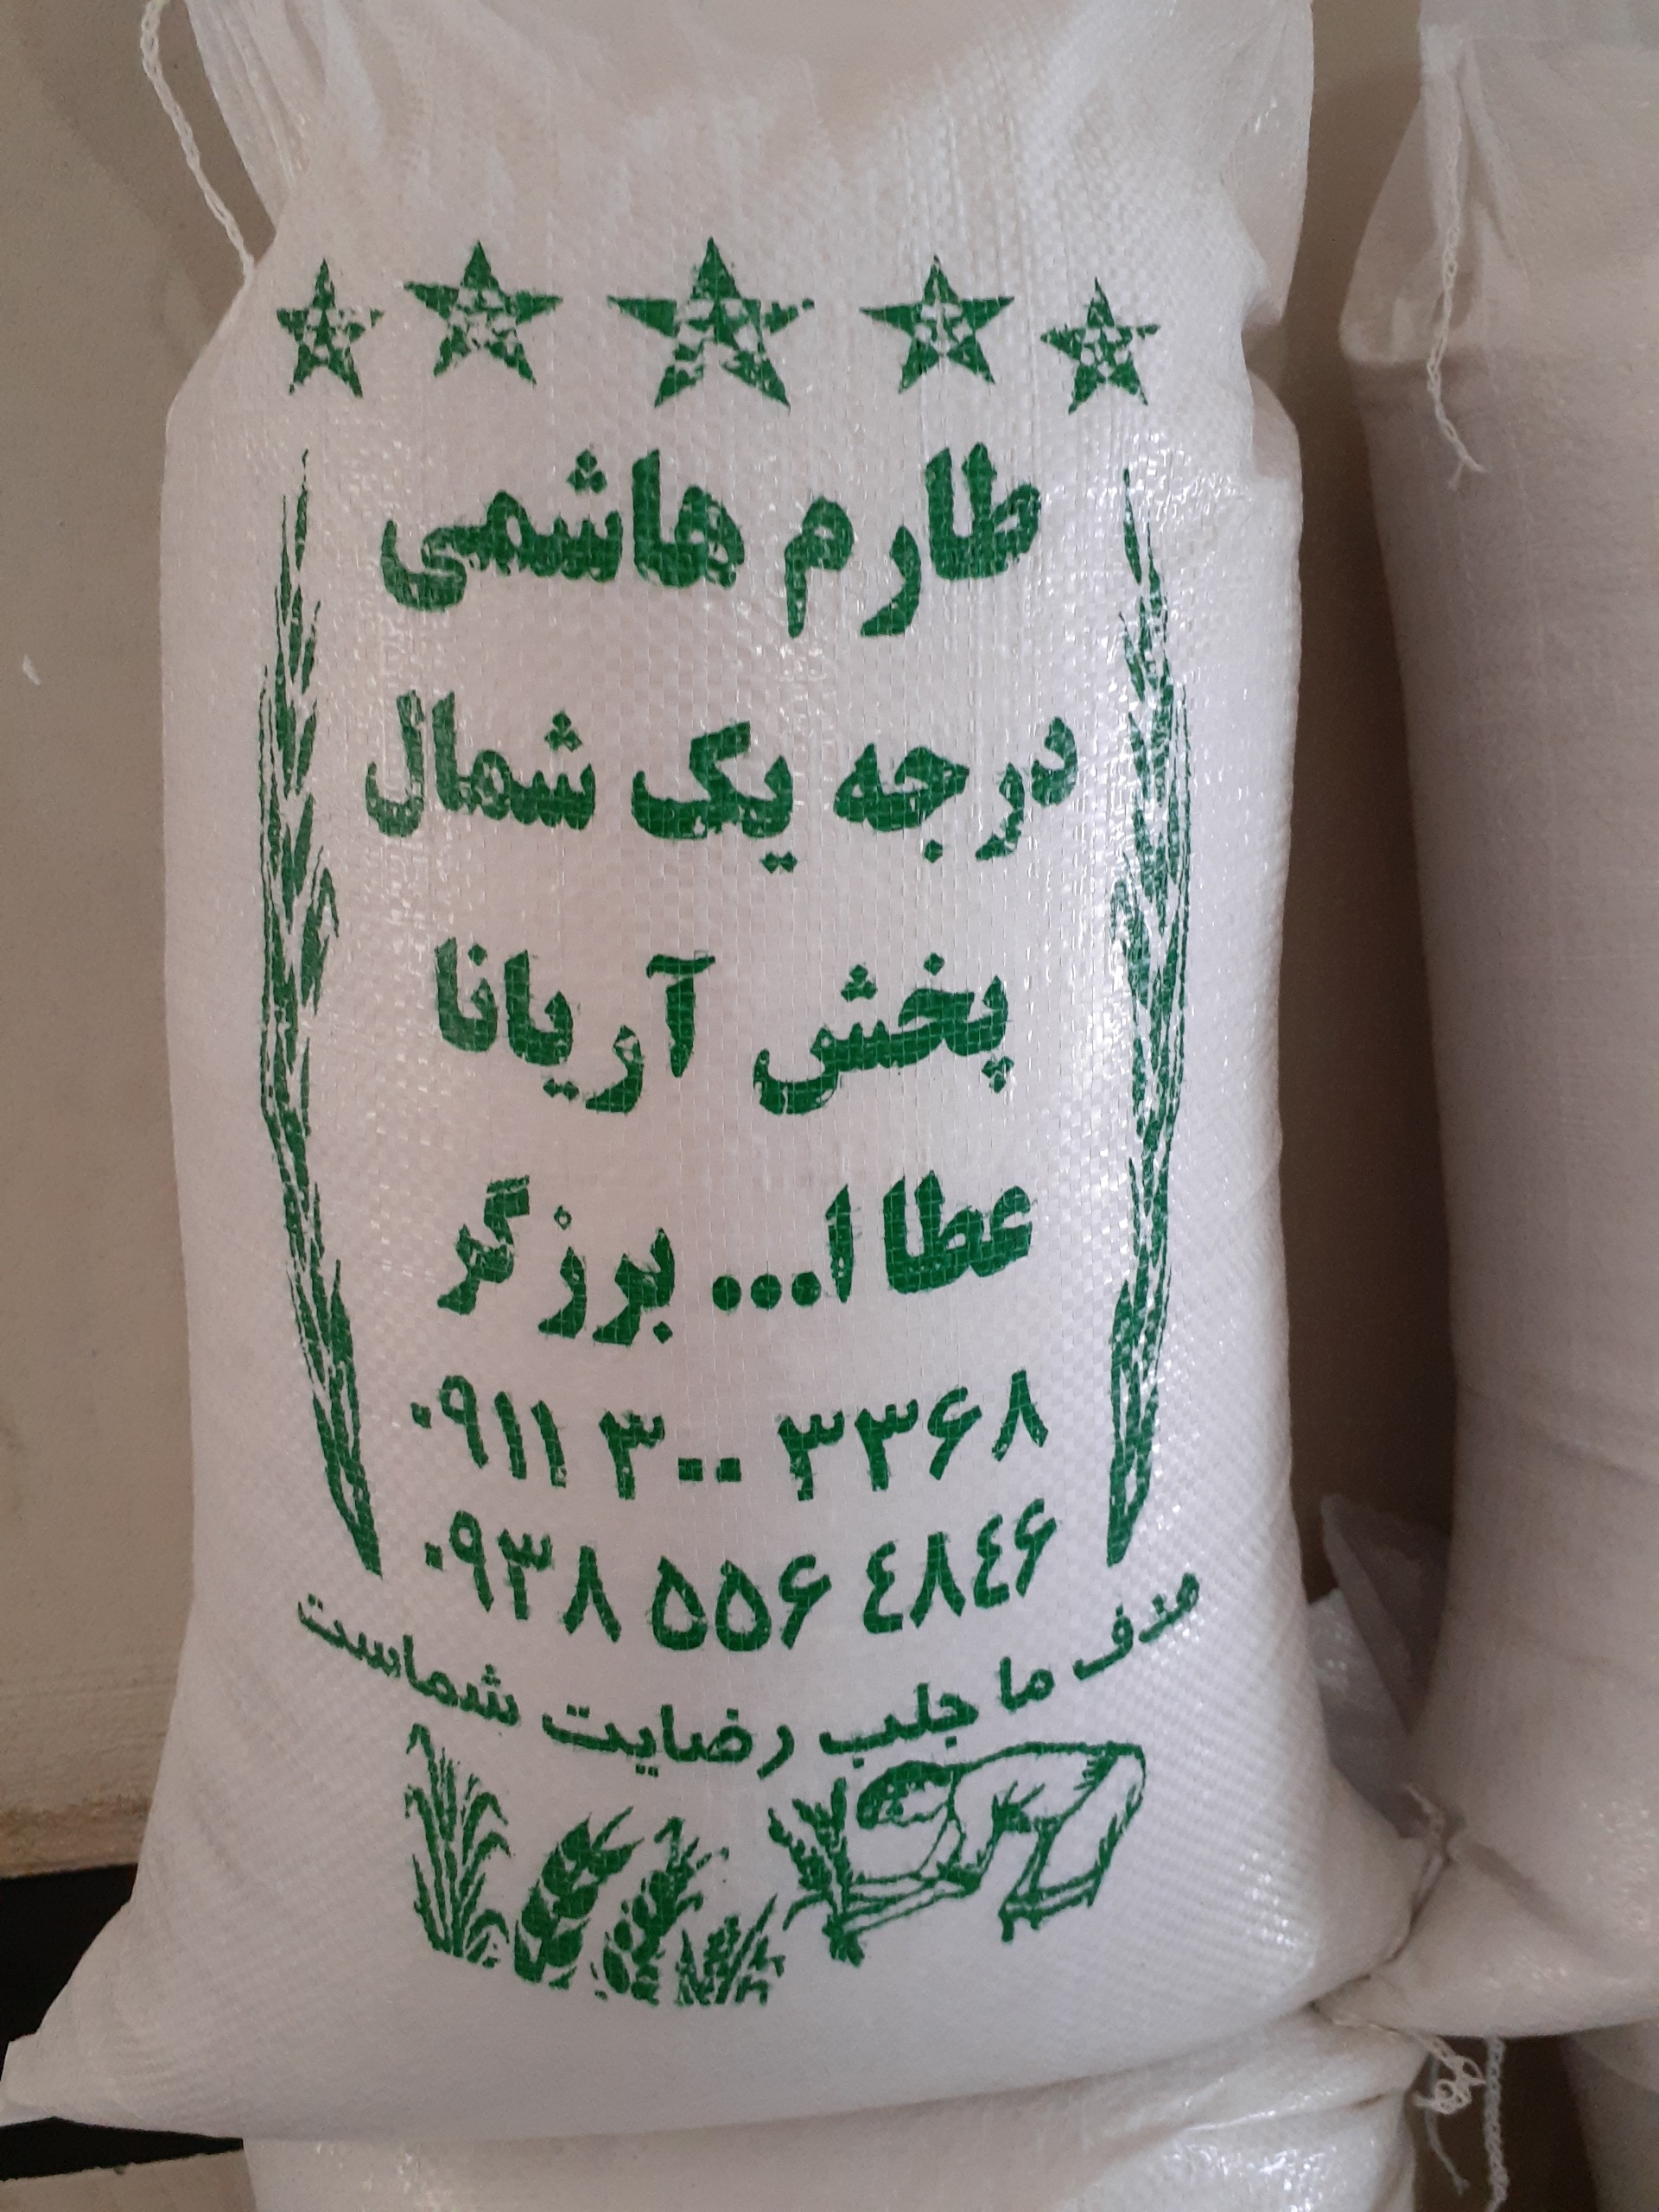 طارم هاشمی
درجه یک شمال
پخش آریانا
عطا ا... برزگر
۰۹۱۱ ۳۰۰ ۳۳۶۸
۰۹۳۸ ۵۵۶ ٤۸٤۶
هدف ما جلب رضایت شماست